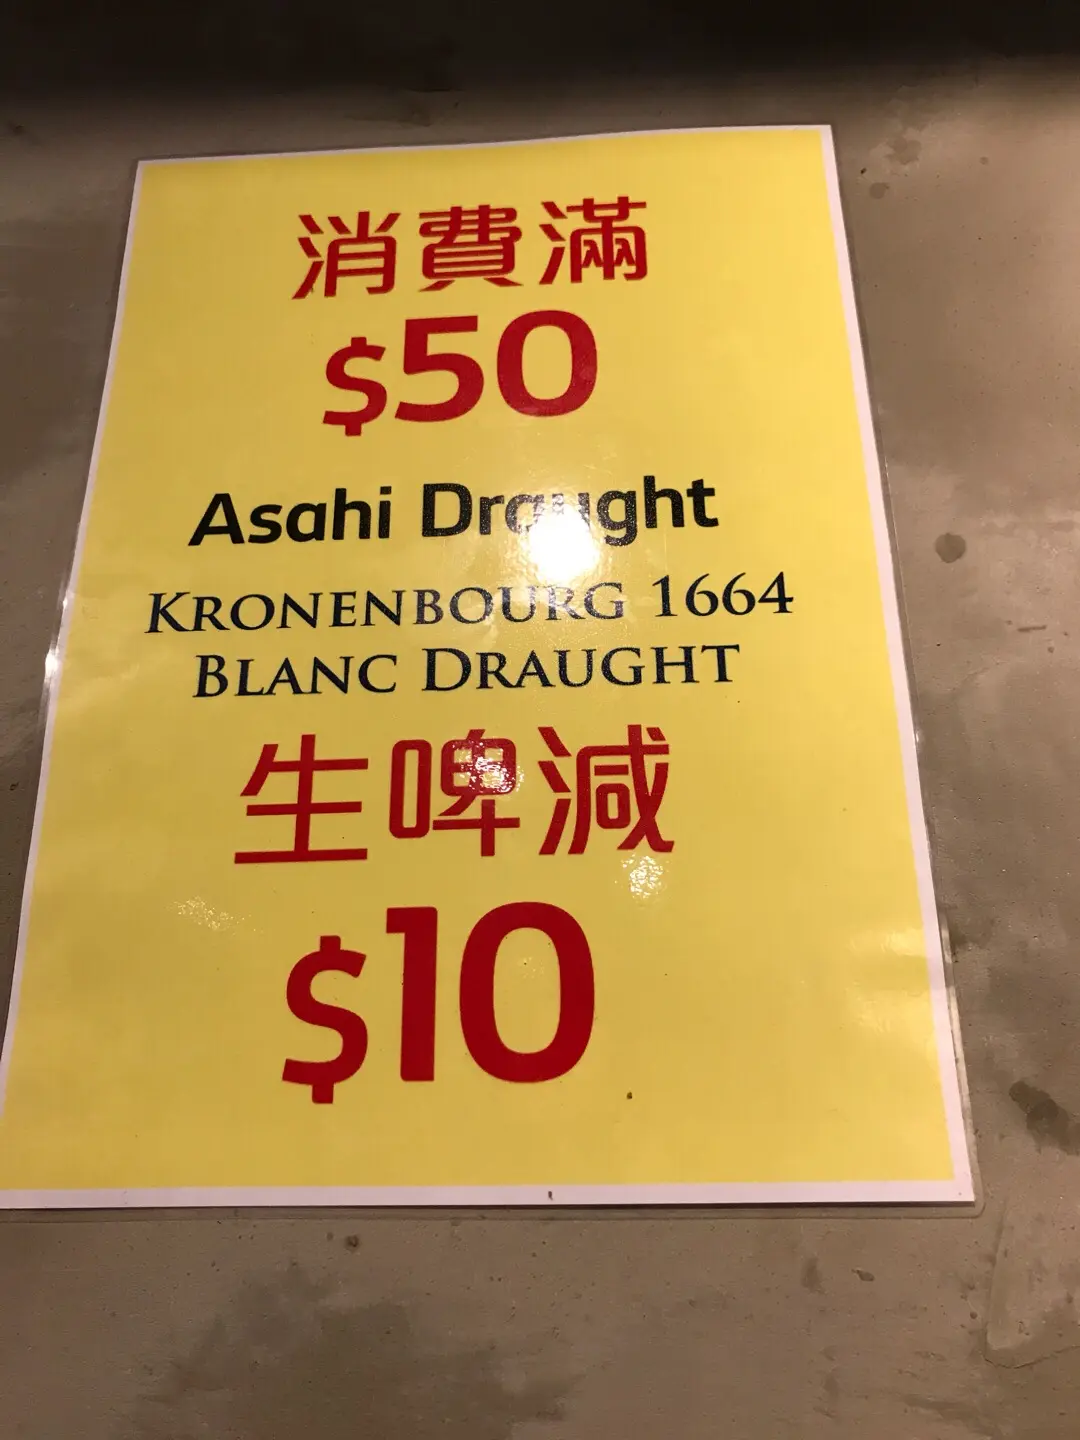 消費滿
$50
Asahi Draught
KRONENBOURG 1664
BLANC DRAUGHT
生啤減
$10